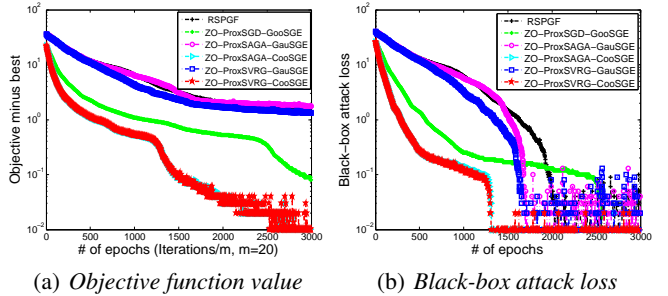 10^2
10^1
10^0
10^-1
10^-2
0 500 1000 1500 2000 2500 3000
Objective minus best
# of epochs (Iterations/m, m=20)
RSPGF
ZO−ProxSGD−GooSGE
ZO−ProxSAGA−GauSGE
ZO−ProxSAGA−CooSGE
ZO−ProxSVRG−GauSGE
ZO−ProxSVRG−CooSGE
(a) Objective function value
10^2
10^1
10^0
10^-1
10^-2
0 500 1000 1500 2000 2500 3000
Black−box attack loss
# of epochs
RSPGF
ZO−ProxSGD−GooSGE
ZO−ProxSAGA−GauSGE
ZO−ProxSAGA−CooSGE
ZO−ProxSVRG−GauSGE
ZO−ProxSVRG−CooSGE
(b) Black-box attack loss